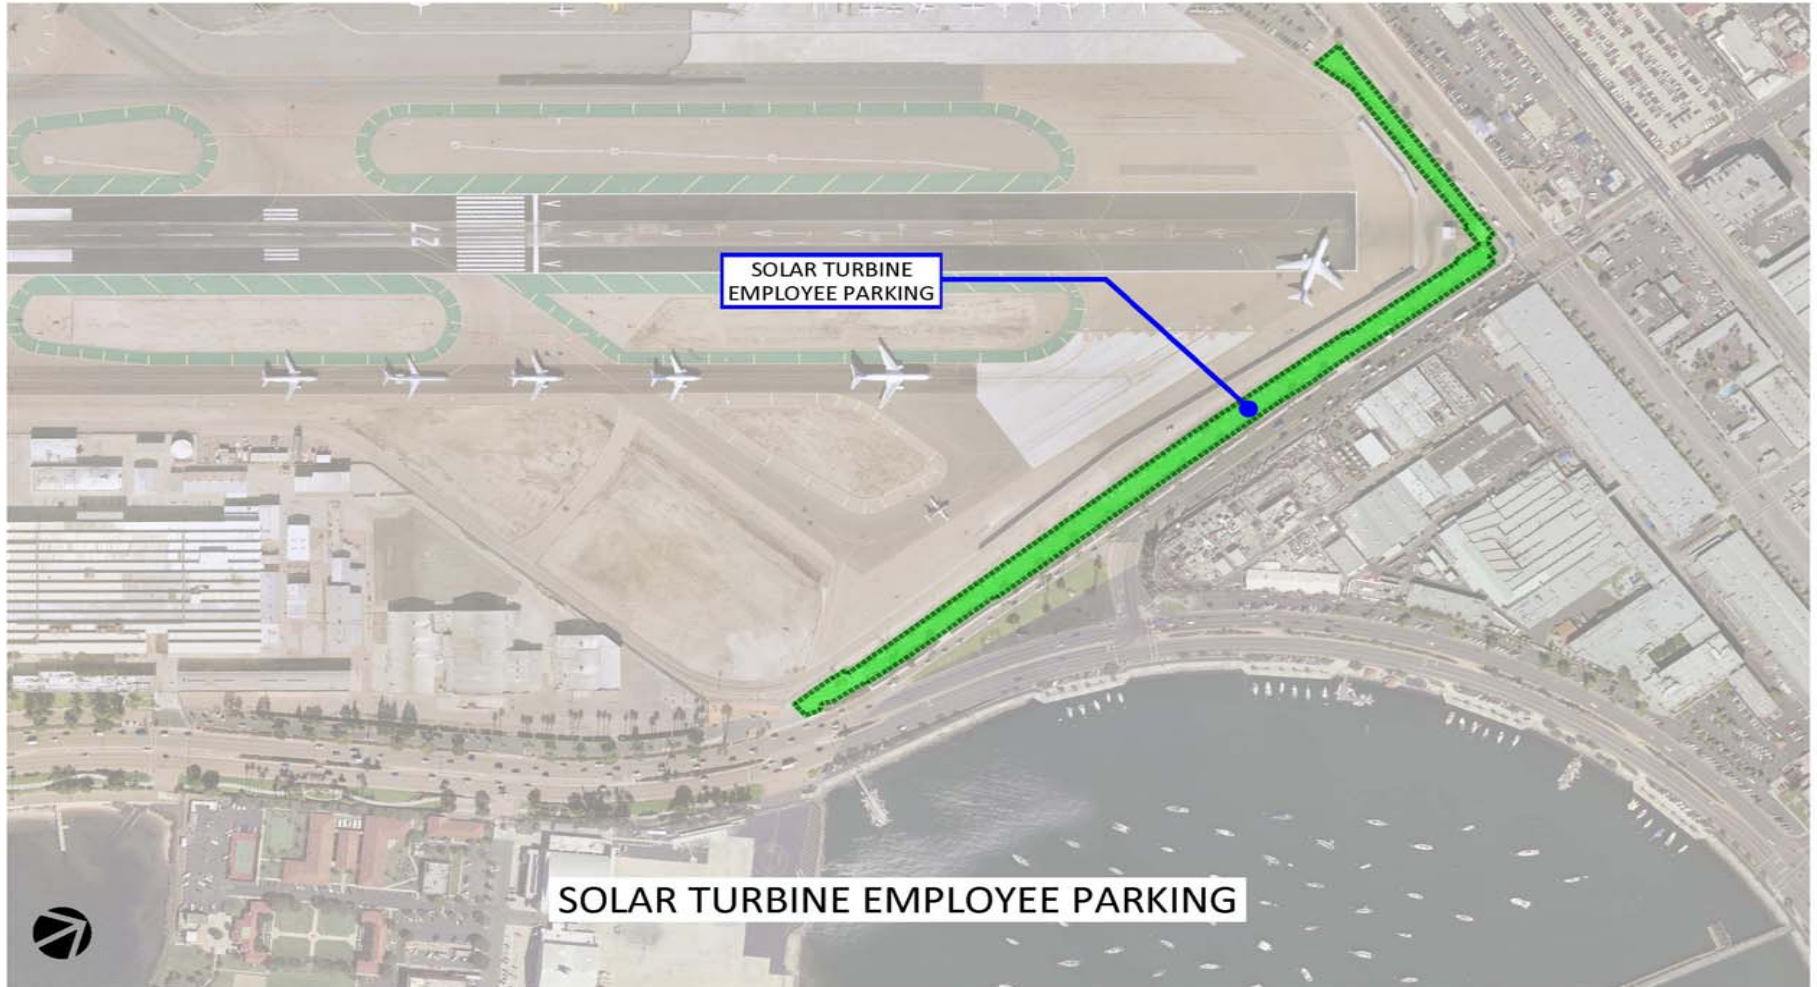 27
SOLAR TURBINE
EMPLOYEE PARKING
SOLAR TURBINE EMPLOYEE PARKING